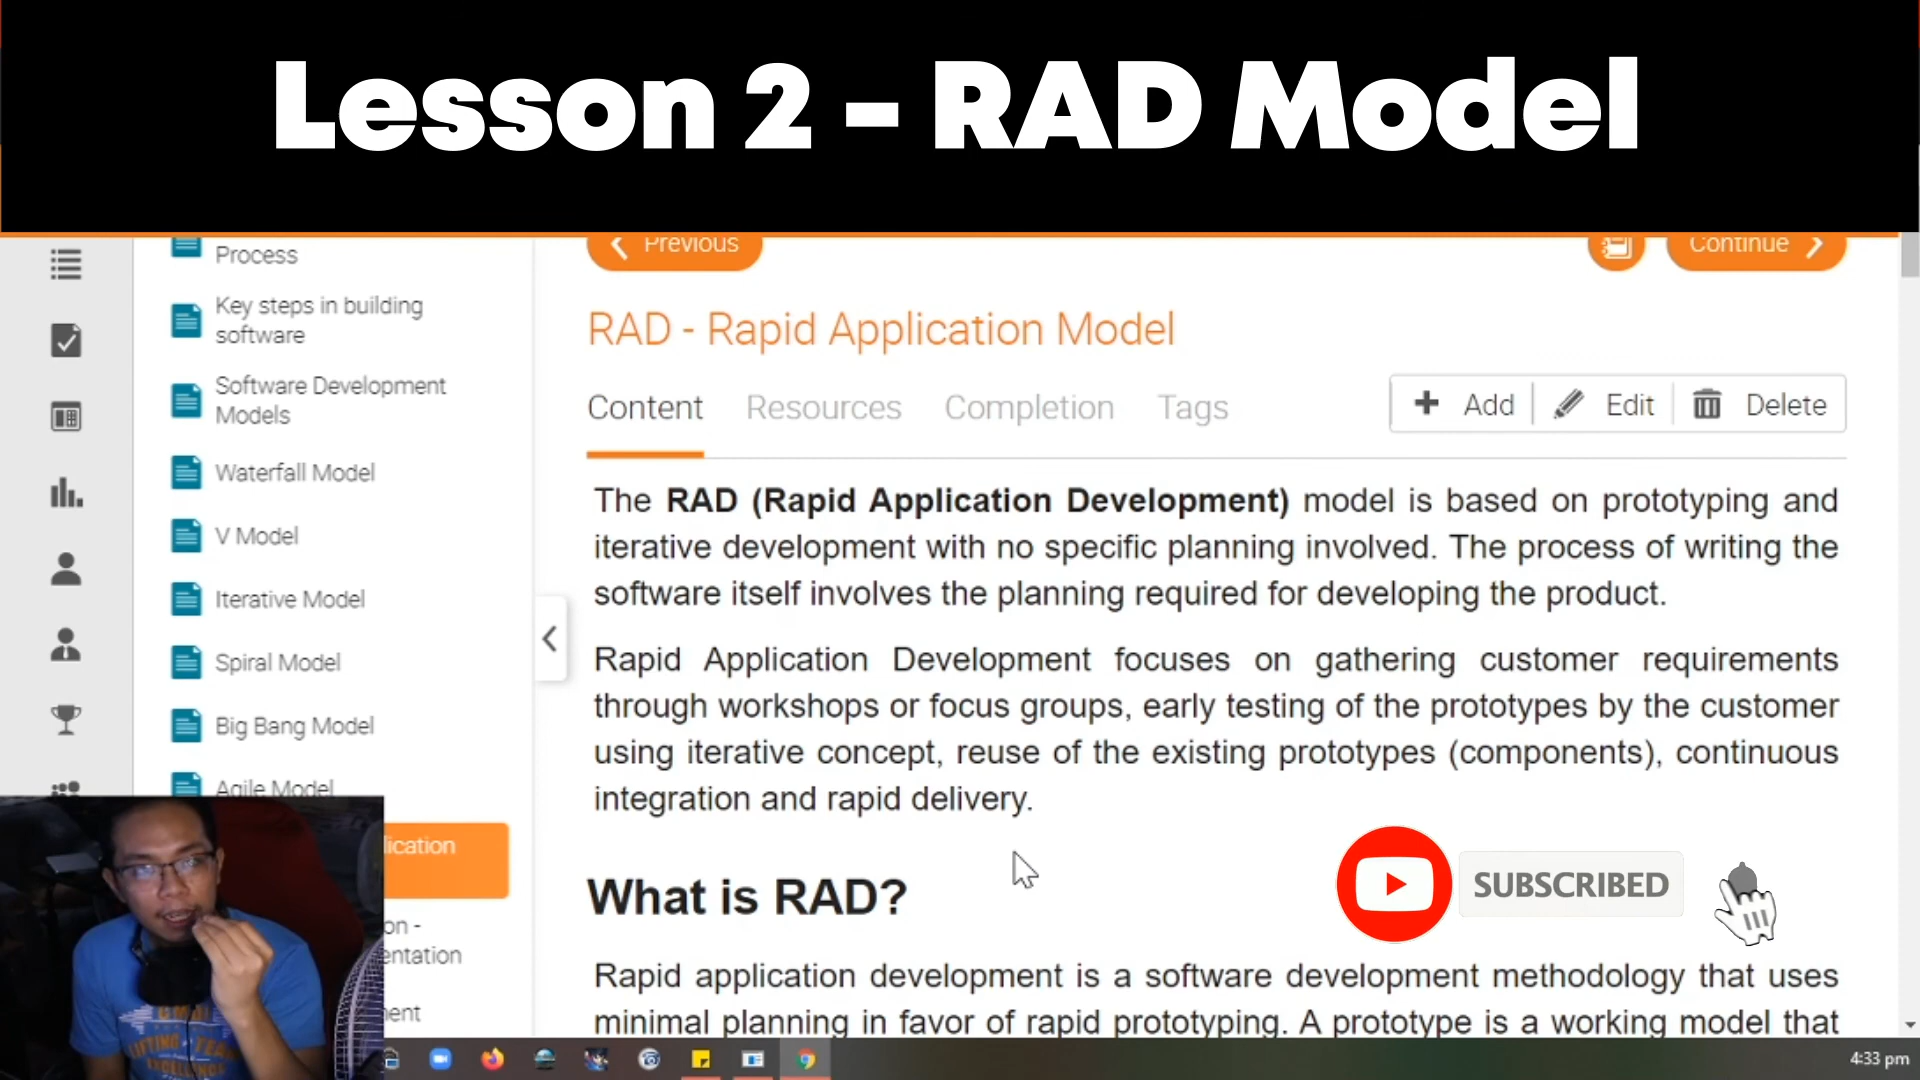 Lesson 2 - RAD Model
Previous
Continue
Process
Key steps in building
software
Software Development
Models
Waterfall Model
V Model
Iterative Model
Spiral Model
Big Bang Model
Agile Model
lication
on -
entation
ent
RAD - Rapid Application Model
Content Resources Completion Tags
Add Edit Delete
The RAD (Rapid Application Development) model is based on prototyping and
iterative development with no specific planning involved. The process of writing the
software itself involves the planning required for developing the product.
Rapid Application Development focuses on gathering customer requirements
through workshops or focus groups, early testing of the prototypes by the customer
using iterative concept, reuse of the existing prototypes (components), continuous
integration and rapid delivery.
What is RAD?
Rapid application development is a software development methodology that uses
minimal planning in favor of rapid prototyping. A prototype is a working model that
SUBSCRIBED
LIFTING TEAM
EXCELLENCE
4:33 pm